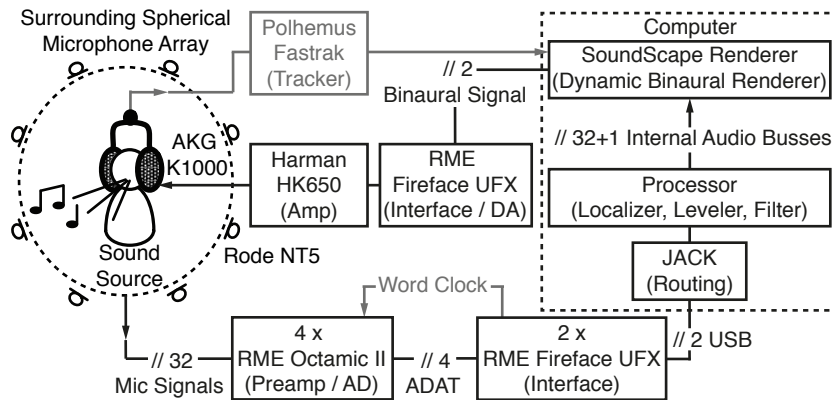 Surrounding Spherical
Microphone Array
Polhemus
Fastrak
(Tracker)
Computer
SoundScape Renderer
(Dynamic Binaural Renderer)
// 2
Binaural Signal
// 32+1 Internal Audio Busses
AKG
K1000
Harman
HK650
(Amp)
RME
Fireface UFX
(Interface / DA)
Processor
(Localizer, Leveler, Filter)
JACK
(Routing)
Sound
Source
Rode NT5
Word Clock
// 32
Mic Signals
4 x
RME Octamic II
(Preamp / AD)
// 4
ADAT
2 x
RME Fireface UFX
(Interface)
// 2 USB